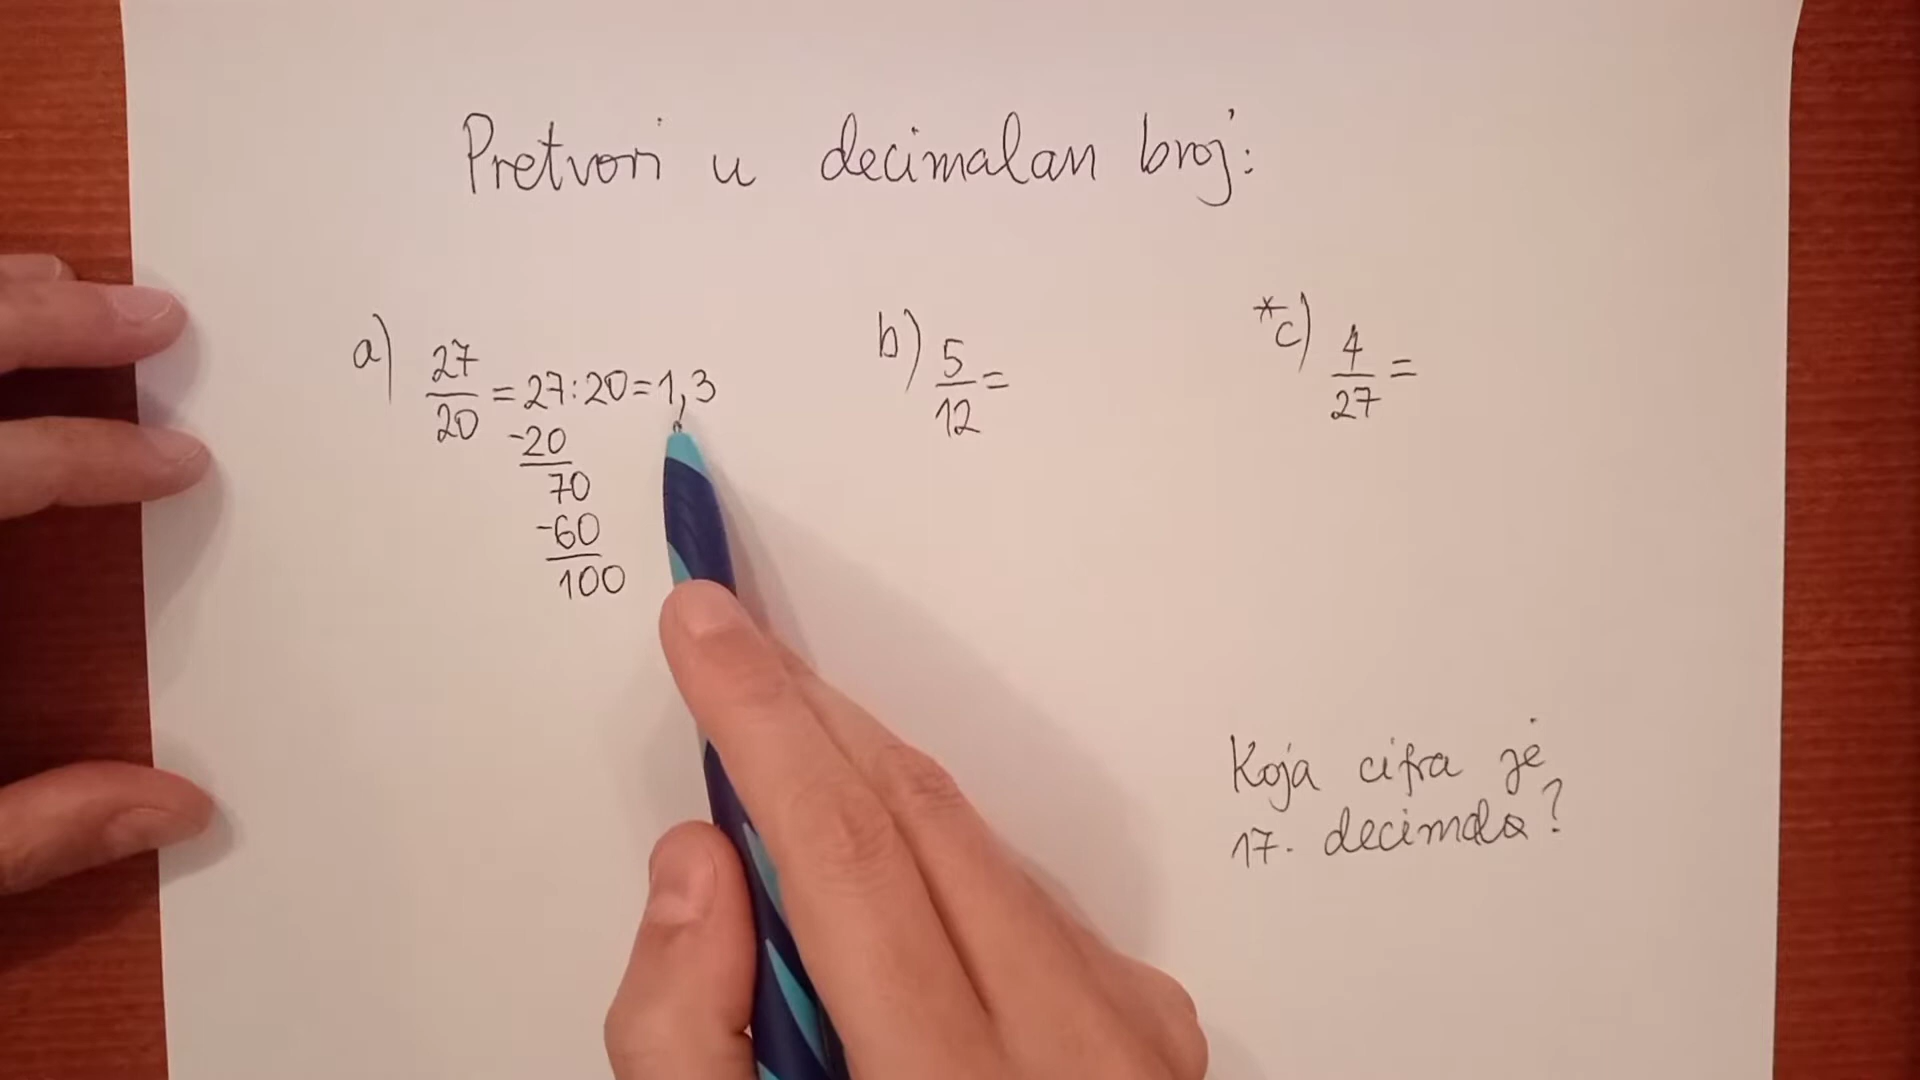 Pretvori u decimalan broj:
a) 27/20 = 27:20=1,3
-20
70
-60
100
b) 5/12 =
*c) 4/27 =
Koja cifra je
17. decimala?